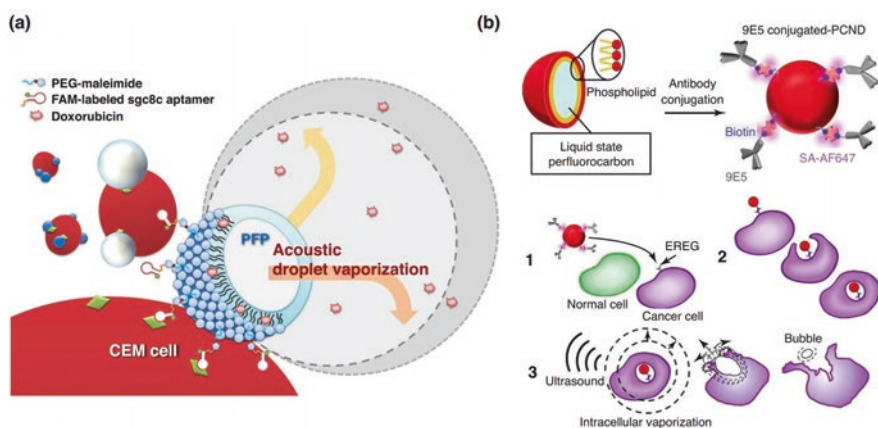 (a)
PEG-maleimide
FAM-labeled sgc8c aptamer
Doxorubicin
PFP
Acoustic
droplet vaporization
CEM cell
(b)
9E5 conjugated-PCND
Phospholipid
Antibody
conjugation
Liquid state
perfluorocarbon
Biotin
SA-AF647
9E5
1
EREG
2
Normal cell
Cancer cell
3
Ultrasound
Bubble
Intracellular vaporization